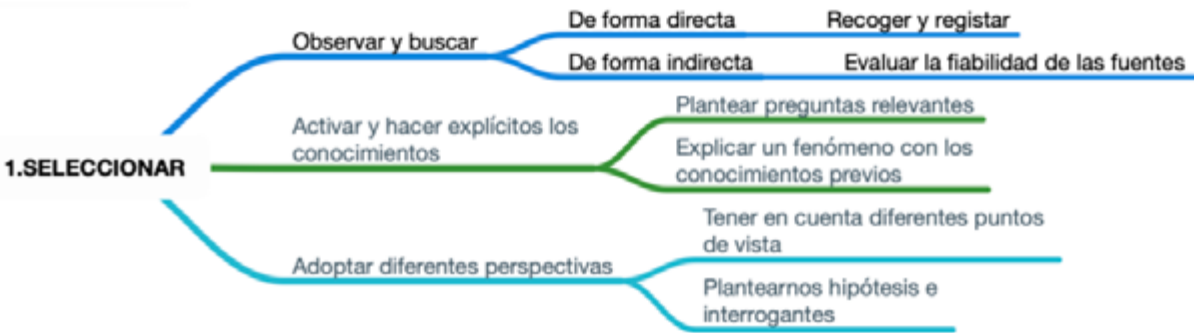 1.SELECCIONAR
Observar y buscar
De forma directa
Recoger y registar
De forma indirecta
Evaluar la fiabilidad de las fuentes
Activar y hacer explícitos los
conocimientos
Plantear preguntas relevantes
Explicar un fenómeno con los
conocimientos previos
Adoptar diferentes perspectivas
Tener en cuenta diferentes puntos
de vista
Plantearnos hipótesis e
interrogantes